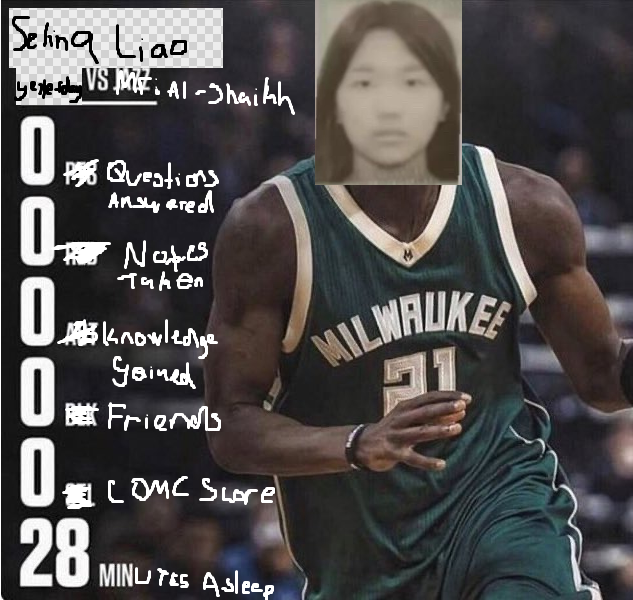 Selina Liao
yesterday VS Mr. Al-Shaikh
0 Questions
Answered
0 Notes
Taken
0 Knowledge
Gained
0 Friends
0 COMC Score
28 MINUTES Asleep
MILWAUKEE
21